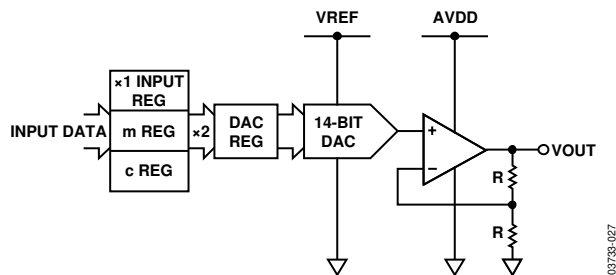 VREF
AVDD
×1 INPUT
REG
INPUT DATA
m REG
×2
DAC
REG
14-BIT
DAC
+
–
VOUT
R
c REG
R
03733-027